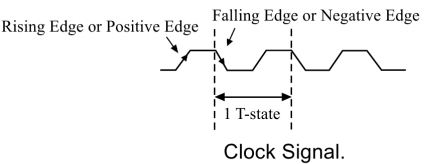 Falling Edge or Negative Edge
Rising Edge or Positive Edge
1 T-state
Clock Signal.